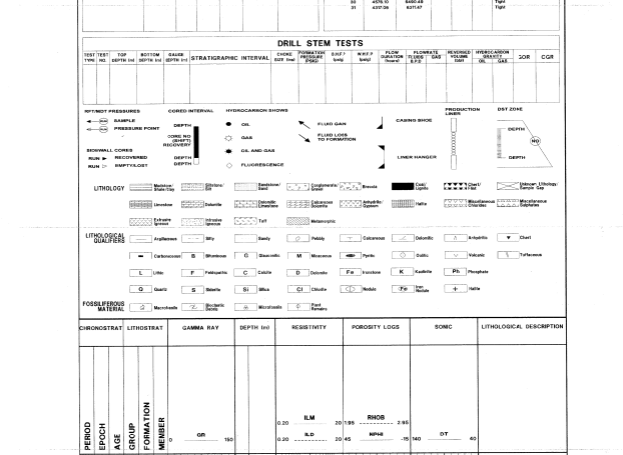 30 4578.10 6490.48 Tight
31 4317.08 6371.47 Tight
DRILL STEM TESTS
TEST TYPE TEST NO. TOP DEPTH (m) BOTTOM DEPTH (m) GAUGE DEPTH (m) STRATIGRAPHIC INTERVAL CHOKE SIZE (ins) FORMATION PRESSURE (PSIG) FLOW DURATION (hours) FLOWRATE FLUIDS GAS B.P.D REVERSED VOLUME HYDROCARBON GRAVITY OIL GAS GOR CGR
RFT/MDT PRESSURES CORED INTERVAL HYDROCARBON SHOWS PRODUCTION LINER DST ZONE
SAMPLE DEPTH OIL FLUID GAIN CASING SHOE
PRESSURE POINT CORE NO (SHIFT) RECOVERY GAS FLUID LOSS TO FORMATION DEPTH
SIDEWALL CORES DEPTH OIL AND GAS NO
RUN RECOVERED DEPTH LINER HANGER DEPTH
RUN EMPTY/LOST FLUORESCENCE
LITHOLOGY Siltstone/ Silt Sandstone/ Sand Conglomerate/ Gravel Breccia Coal/ Lignite Chert/ Flint Unknown Lithology/ Sample Gap
Limestone Dolomite Dolomitic Limestone Calcareous Dolomite Anhydrite/ Gypsum Halite Miscellaneous Chlorides Miscellaneous Sulphates
Extrusive Igneous Intrusive Igneous Tuff Metamorphic
LITHOLOGICAL QUALIFIERS Argillaceous Silty Sandy Pebbly Calcareous Dolomitic Anhydritic Chert
Carbonaceous B Bituminous G Glauconitic M Micaceous Pyritic Oolitic Volcanic Tuffaceous
L Lithic F Feldspathic C Calcite D Dolomite Fe Ironstone K Kaolinite Ph Phosphate
Q Quartz S Siderite Si Silica Cl Chlorite Nodule Fe Iron Nodule Halite
FOSSILIFEROUS MATERIAL Macrofossils Bioclastic Debris Microfossils Plant Remains
CHRONOSTRAT LITHOSTRAT GAMMA RAY DEPTH (m) RESISTIVITY POROSITY LOGS SONIC LITHOLOGICAL DESCRIPTION
PERIOD EPOCH AGE GROUP FORMATION MEMBER
ILM RHOB
0.20 20 1.95 2.95
GR ILD NPHI DT
0 150 0.20 20 45 -15 140 40